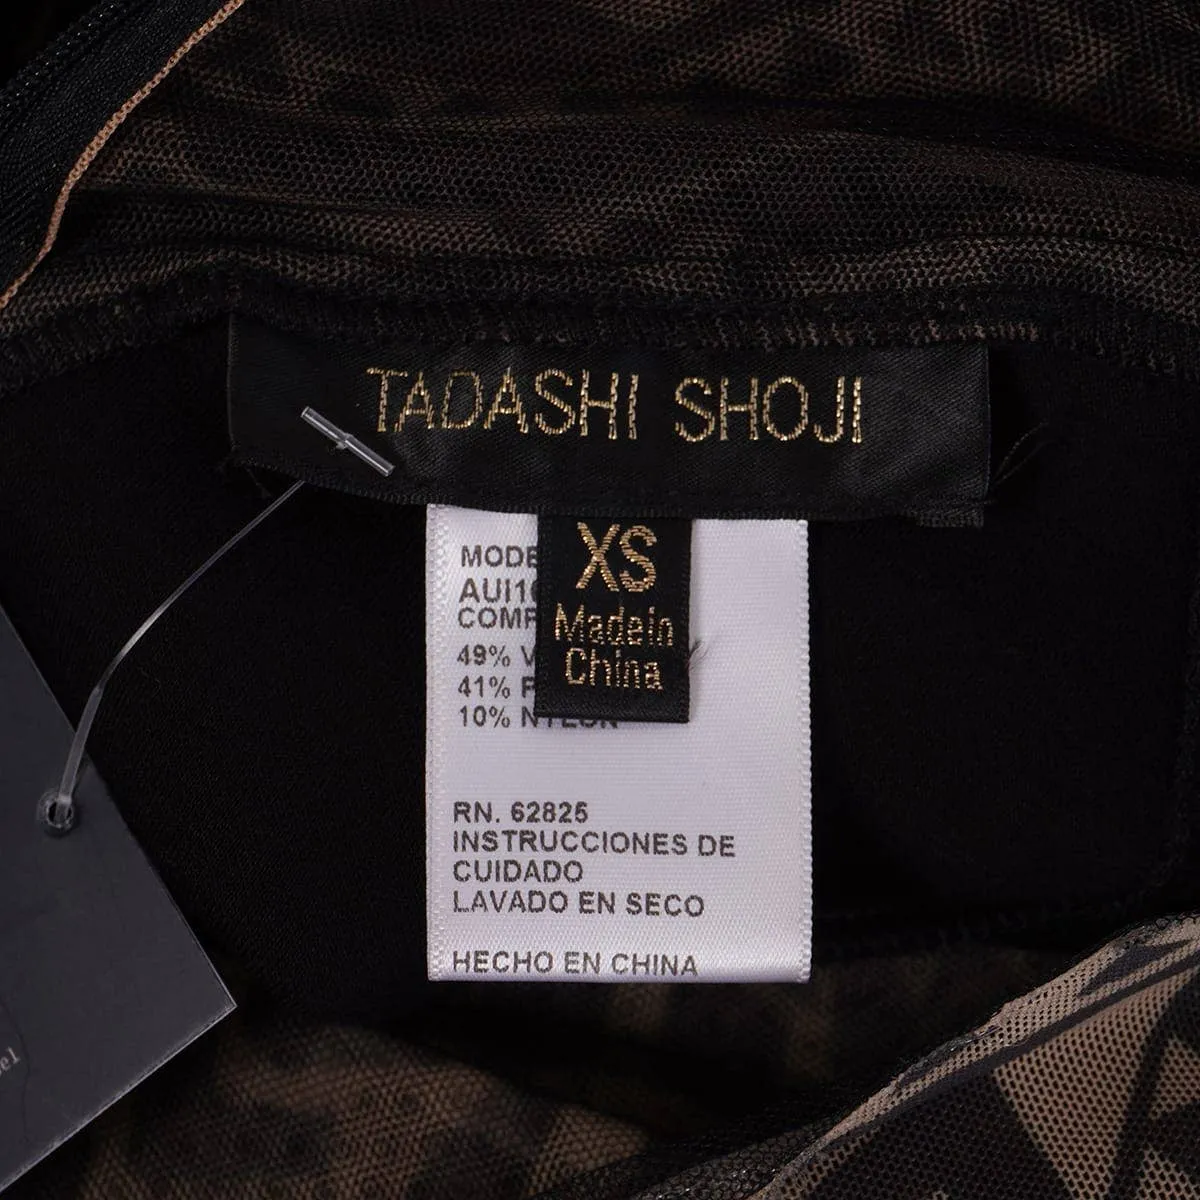 TADASHI SHOJI
XS
Made in
China
49%
41%
10% NYLON
RN. 62825
INSTRUCCIONES DE
CUIDADO
LAVADO EN SECO
HECHO EN CHINA